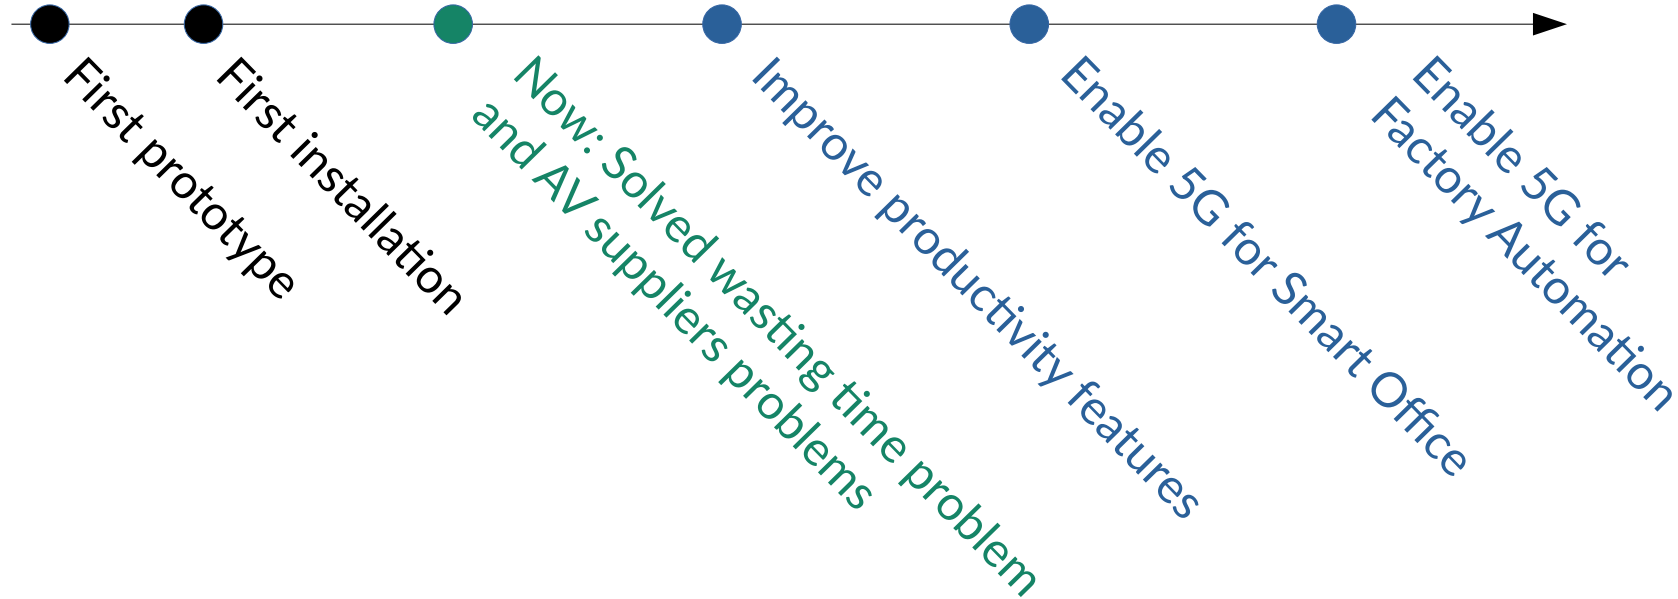 First prototype
First installation
Now: Solved wasting time problem
and AV suppliers problems
Improve productivity features
Enable 5G for Smart Office
Enable 5G for
Factory Automation